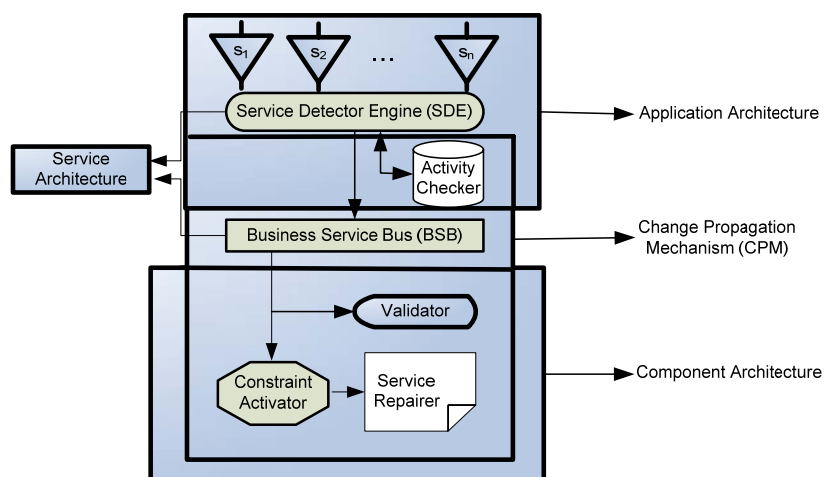 s1
s2
...
sn
Service Detector Engine (SDE)
Application Architecture
Service
Architecture
Activity
Checker
Business Service Bus (BSB)
Change Propagation
Mechanism (CPM)
Validator
Constraint
Activator
Service
Repairer
Component Architecture